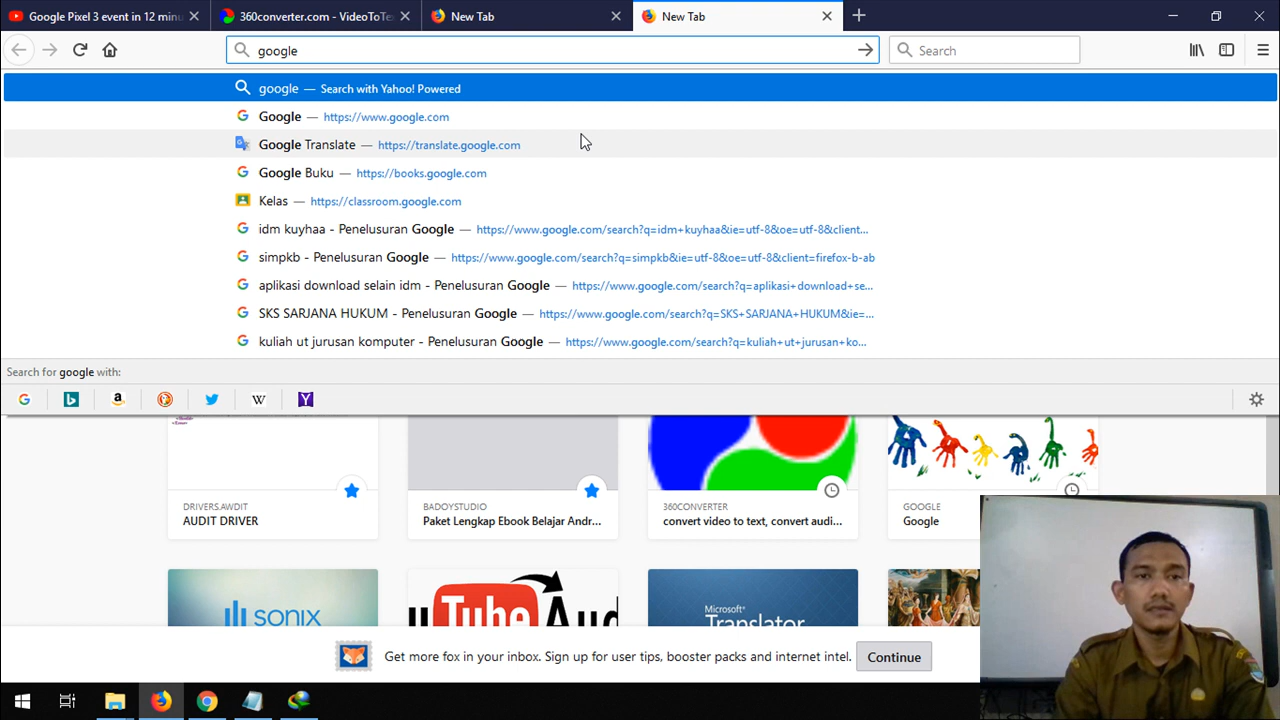 Google Pixel 3 event in 12 minu
360converter.com - VideoToTe
New Tab
New Tab
google
Search
google — Search with Yahoo! Powered
Google — https://www.google.com
Google Translate — https://translate.google.com
Google Buku — https://books.google.com
Kelas — https://classroom.google.com
idm kuyhaa - Penelusuran Google — https://www.google.com/search?q=idm+kuyhaa&ie=utf-8&oe=utf-8&client...
simpkb - Penelusuran Google — https://www.google.com/search?q=simpkb&ie=utf-8&oe=utf-8&client=firefox-b-ab
aplikasi download selain idm - Penelusuran Google — https://www.google.com/search?q=aplikasi+download+se...
SKS SARJANA HUKUM - Penelusuran Google — https://www.google.com/search?q=SKS+SARJANA+HUKUM&ie=...
kuliah ut jurusan komputer - Penelusuran Google — https://www.google.com/search?q=kuliah+ut+jurusan+ko...
Search for google with:
DRIVERS.AWDIT
AUDIT DRIVER
BADOYSTUDIO
Paket Lengkap Ebook Belajar Andr...
360CONVERTER
convert video to text, convert audi...
GOOGLE
Google
sonix
Tube Au
Microsoft
Translator
Get more fox in your inbox. Sign up for user tips, booster packs and internet intel.
Continue